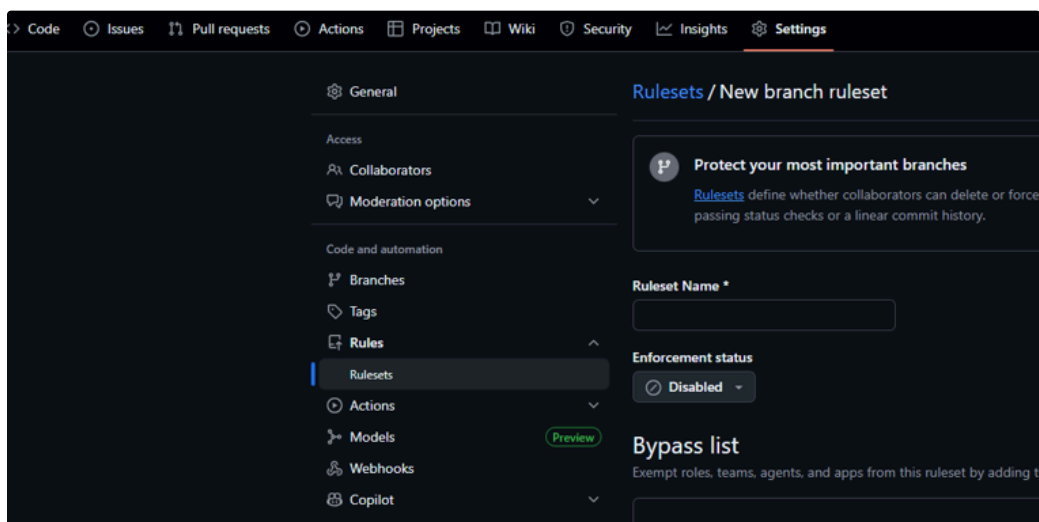 Code Issues Pull requests Actions Projects Wiki Security Insights Settings
General
Access
Collaborators
Moderation options
Code and automation
Branches
Tags
Rules
Rulesets
Actions
Models Preview
Webhooks
Copilot
Rulesets / New branch ruleset
Protect your most important branches
Rulesets define whether collaborators can delete or force
passing status checks or a linear commit history.
Ruleset Name *
Enforcement status
Disabled
Bypass list
Exempt roles, teams, agents, and apps from this ruleset by adding t